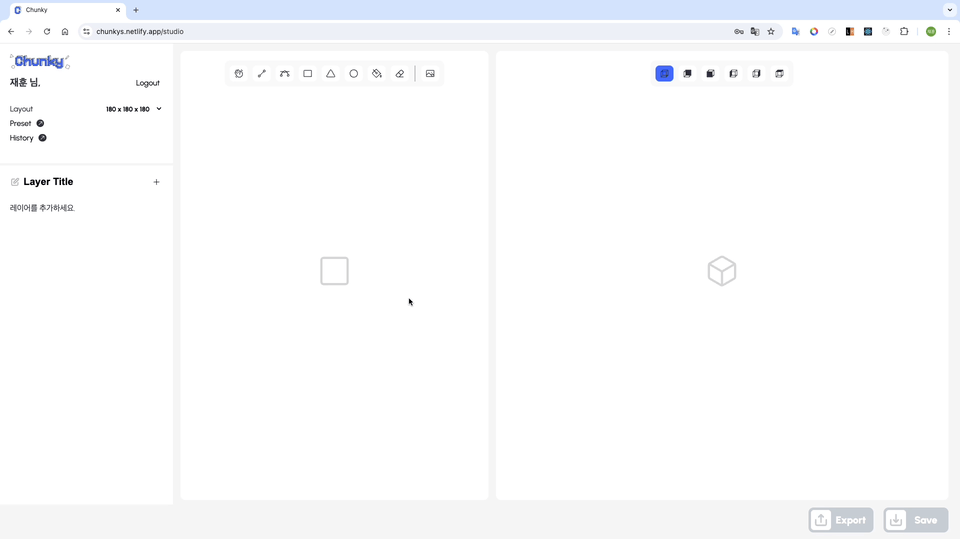 Chunky
chunkys.netlify.app/studio
Chunky
재훈 님,
Logout
Layout
180 x 180 x 180
Preset
History
Layer Title
레이어를 추가하세요.
Export
Save